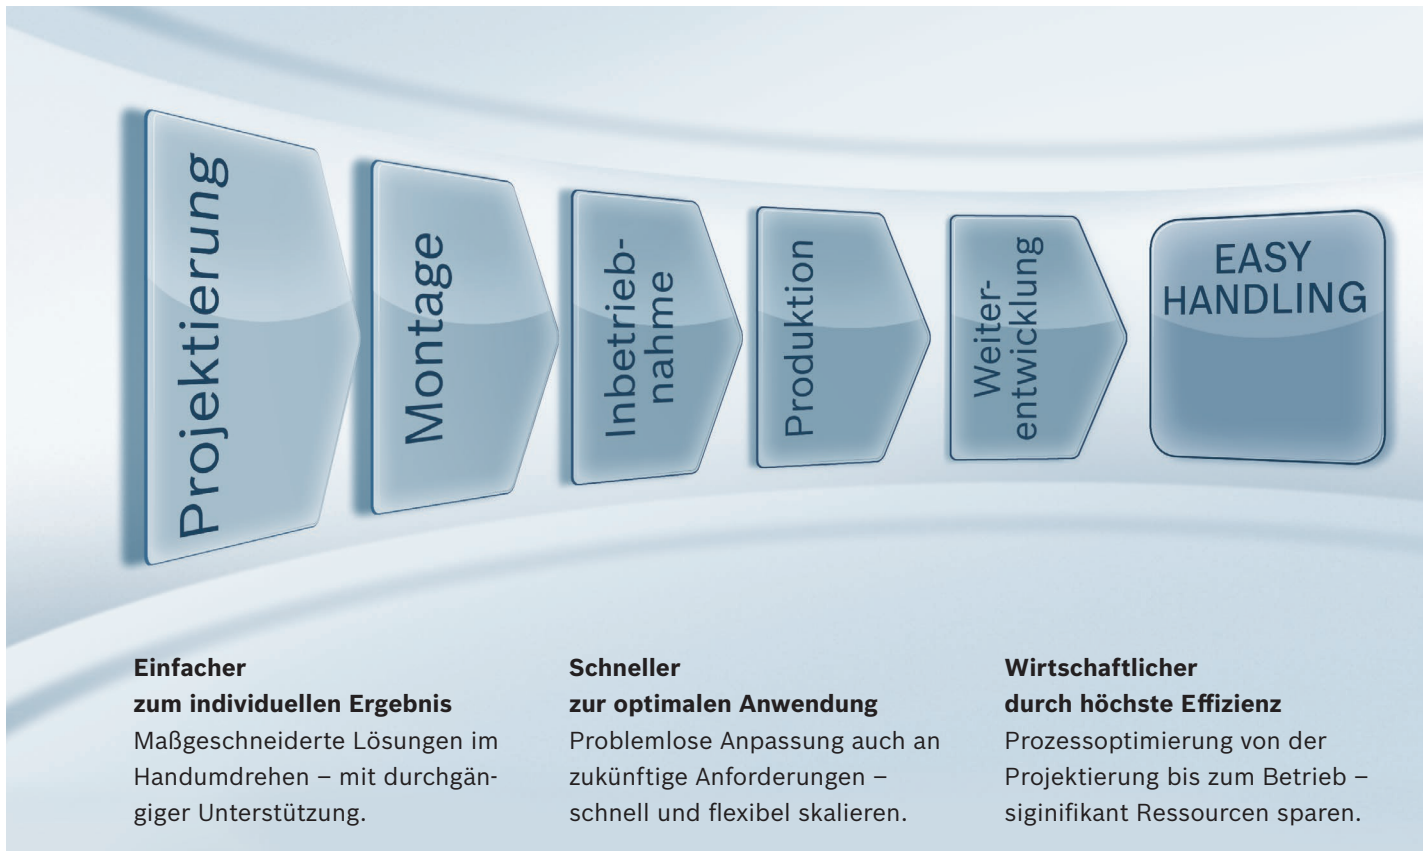 Projektierung
Montage
Inbetrieb-
nahme
Produktion
Weiter-
entwicklung
EASY
HANDLING
Einfacher
zum individuellen Ergebnis
Maßgeschneiderte Lösungen im
Handumdrehen – mit durchgän-
giger Unterstützung.
Schneller
zur optimalen Anwendung
Problemlose Anpassung auch an
zukünftige Anforderungen –
schnell und flexibel skalieren.
Wirtschaftlicher
durch höchste Effizienz
Prozessoptimierung von der
Projektierung bis zum Betrieb –
siginifikant Ressourcen sparen.